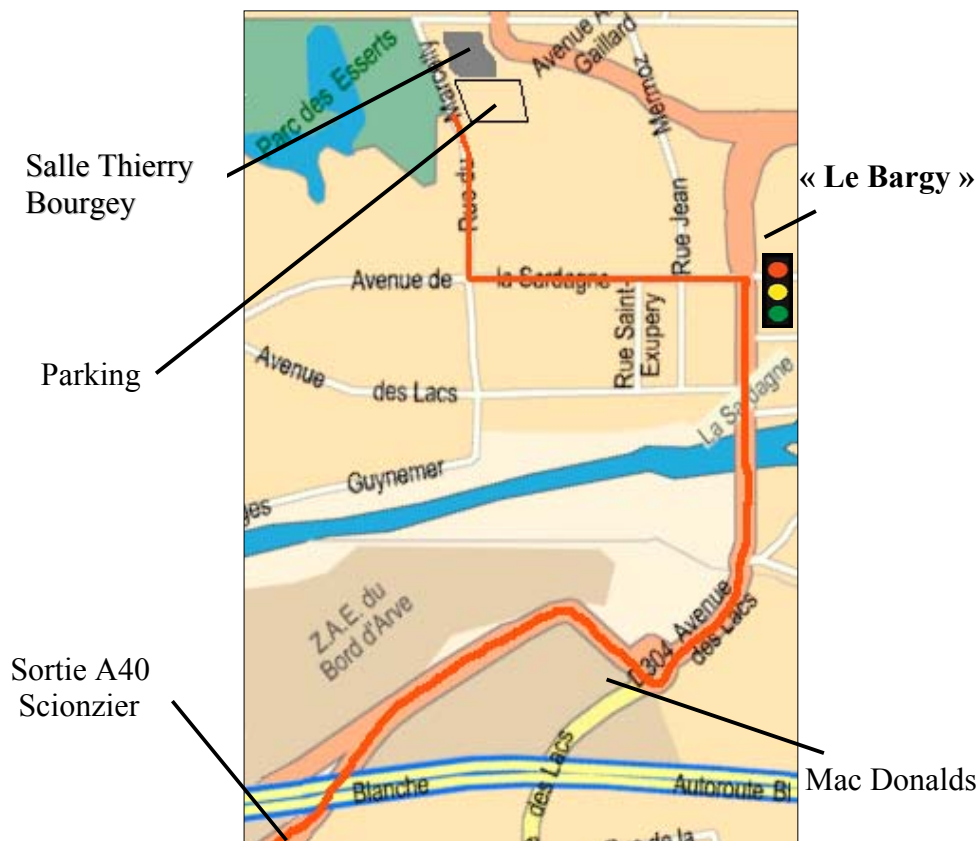 Avenue A
Gaillard
Parc des Esserts
Marcelly
Mermoz
Salle Thierry
Bourgey
« Le Bargy »
Rue du
Rue Jean
Avenue de
la Sardagne
Rue Saint-
Exupery
Parking
Avenue
des Lacs
La Sardagne
Guynemer
ges
Z.A.E. du
Bord d'Arve
D304 Avenue
des Lacs
Sortie A40
Scionzier
des Lacs
Mac Donalds
Blanche
Autoroute Bl
de la